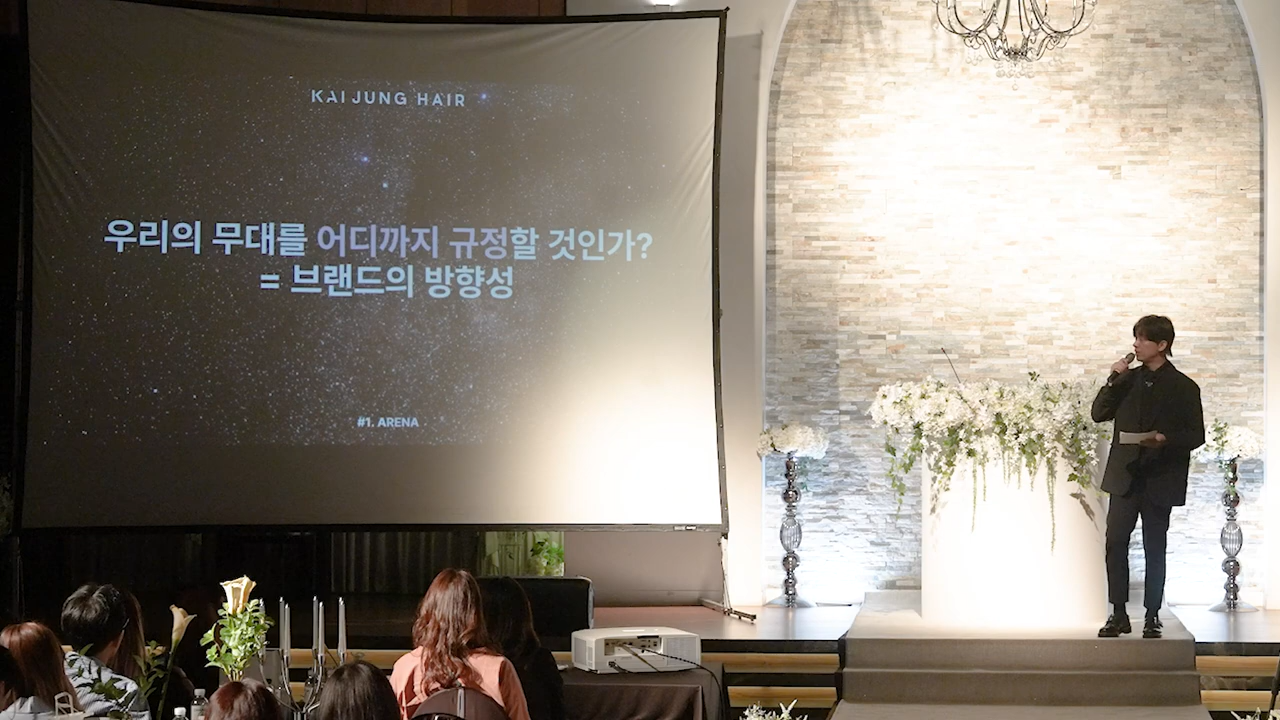 KAI JUNG HAIR
우리의 무대를 어디까지 규정할 것인가?
= 브랜드의 방향성
#1. ARENA